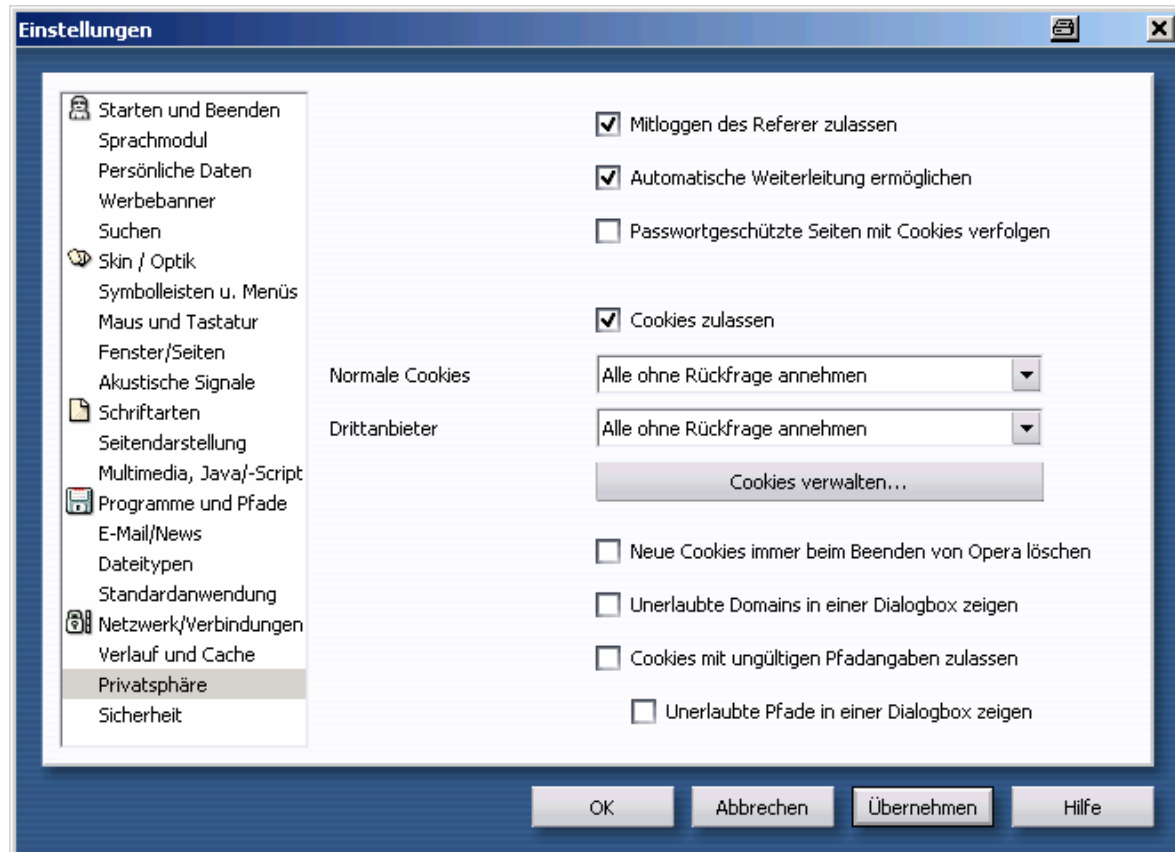 Einstellungen
Starten und Beenden
Sprachmodul
Persönliche Daten
Werbebanner
Suchen
Skin / Optik
Symbolleisten u. Menüs
Maus und Tastatur
Fenster/Seiten
Akustische Signale
Schriftarten
Seitendarstellung
Multimedia, Java/-Script
Programme und Pfade
E-Mail/News
Dateitypen
Standardanwendung
Netzwerk/Verbindungen
Verlauf und Cache
Privatsphäre
Sicherheit
Mitloggen des Referer zulassen
Automatische Weiterleitung ermöglichen
Passwortgeschützte Seiten mit Cookies verfolgen
Cookies zulassen
Normale Cookies Alle ohne Rückfrage annehmen
Drittanbieter Alle ohne Rückfrage annehmen
Cookies verwalten...
Neue Cookies immer beim Beenden von Opera löschen
Unerlaubte Domains in einer Dialogbox zeigen
Cookies mit ungültigen Pfadangaben zulassen
Unerlaubte Pfade in einer Dialogbox zeigen
OK Abbrechen Übernehmen Hilfe